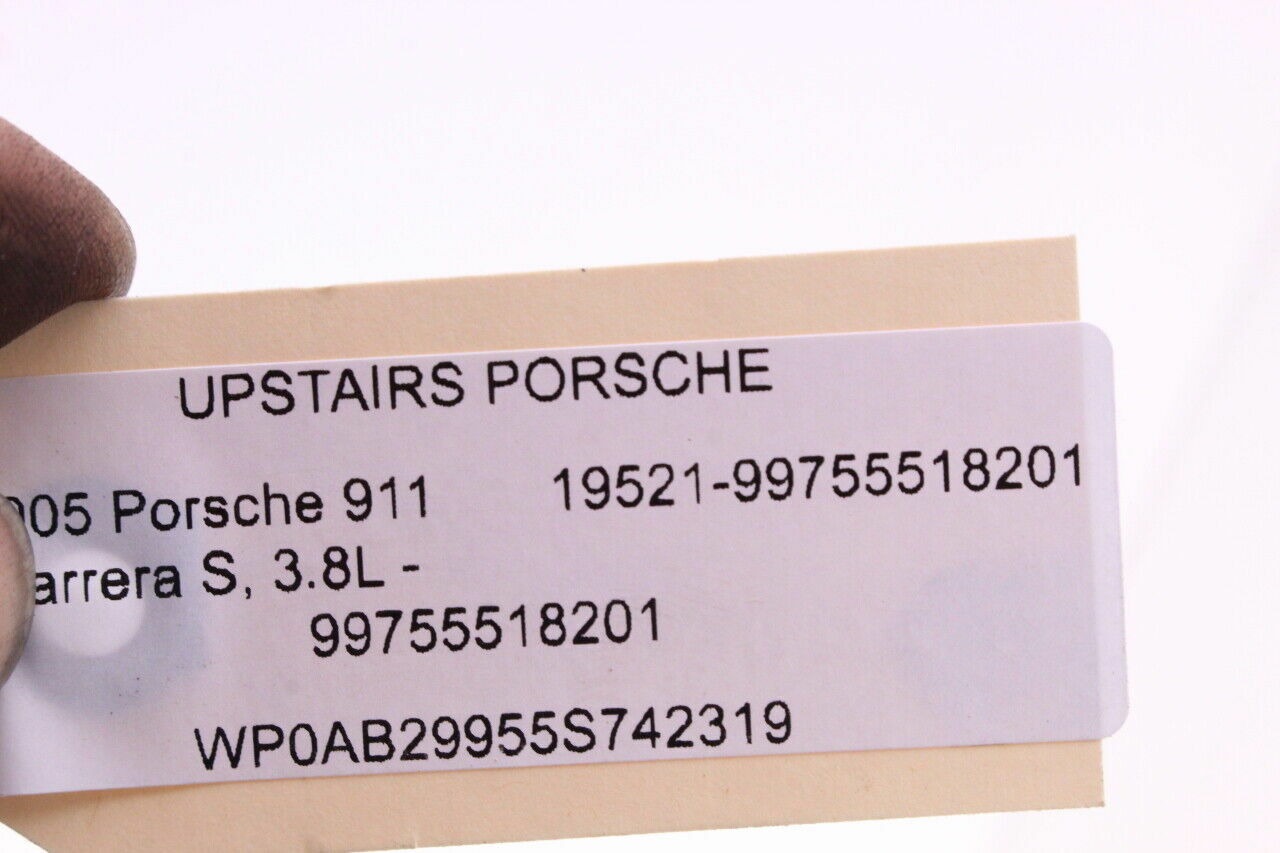 UPSTAIRS PORSCHE
005 Porsche 911 19521-99755518201
arrera S, 3.8L -
99755518201
WP0AB29955S742319